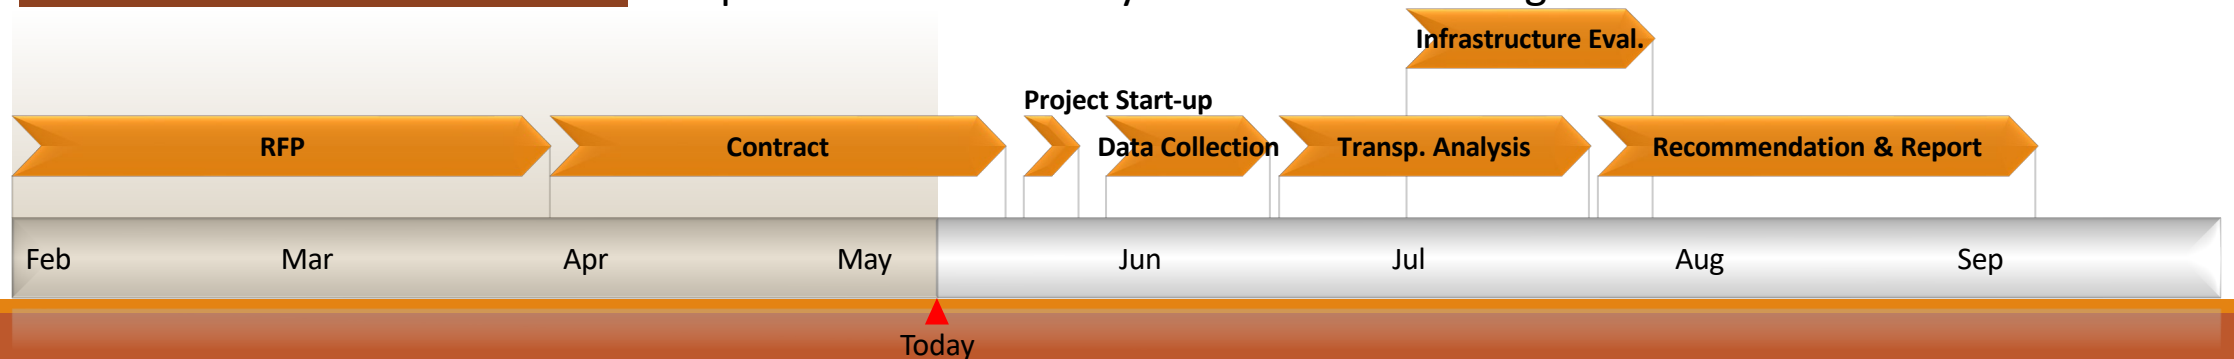 Infrastructure Eval.
Project Start-up
RFP
Contract
Data Collection
Transp. Analysis
Recommendation & Report
Feb
Mar
Apr
May
Jun
Jul
Aug
Sep
Today